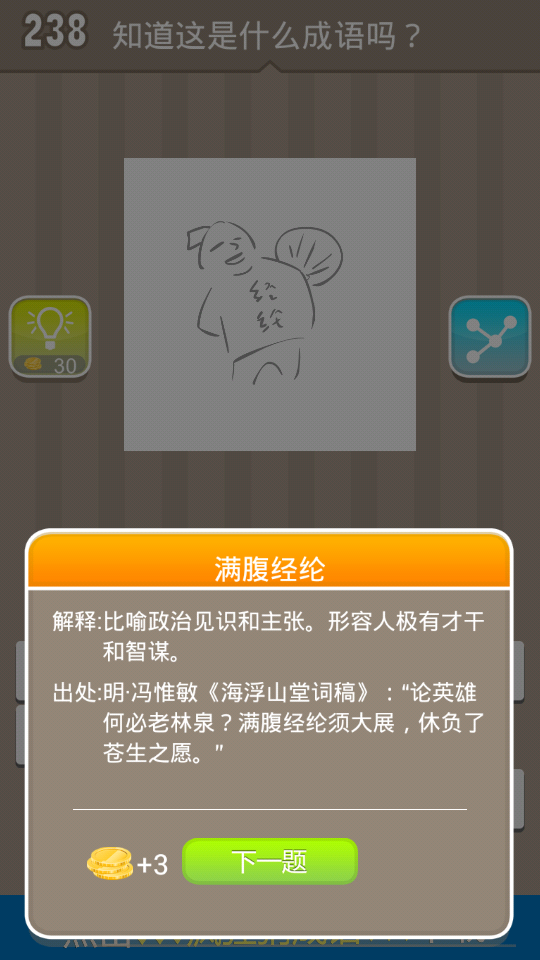 238 知道这是什么成语吗？
经
纶
30
满腹经纶
解释:比喻政治见识和主张。形容人极有才干
和智谋。
出处:明·冯惟敏《海浮山堂词稿》："论英雄
何必老林泉？满腹经纶须大展，休负了
苍生之愿。"
+3 下一题